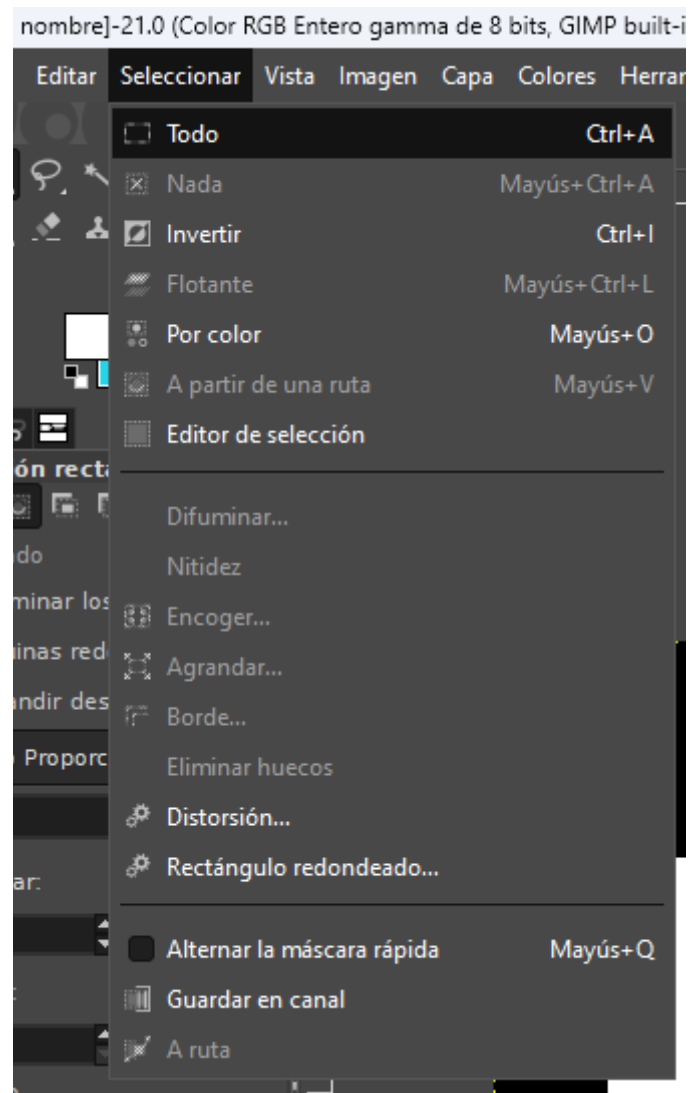 nombre]-21.0 (Color RGB Entero gamma de 8 bits, GIMP built-i
Editar Seleccionar Vista Imagen Capa Colores Herrar
Todo Ctrl+A
Nada Mayús+Ctrl+A
Invertir Ctrl+I
Flotante Mayús+Ctrl+L
Por color Mayús+O
A partir de una ruta Mayús+V
Editor de selección
ón rect
Difuminar...
do
Nitidez
minar los
Encoger...
inas red
Agrandar...
andir des
Borde...
Proporc
Eliminar huecos
Distorsión...
Rectángulo redondeado...
ar:
Alternar la máscara rápida Mayús+Q
Guardar en canal
A ruta